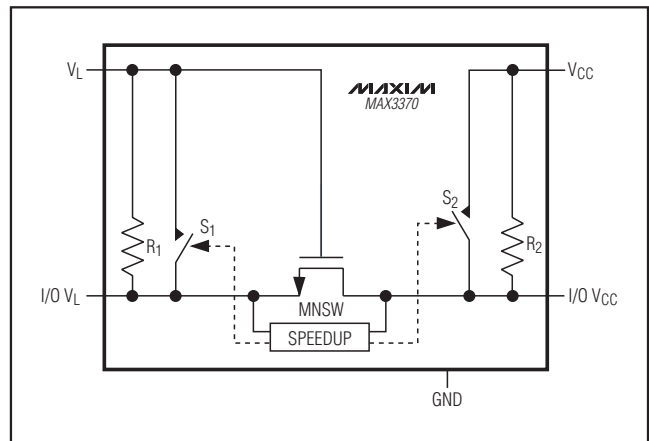 VL
VCC
MAXIM
MAX3370
S1
S2
R1
R2
I/O VL
MNSW
I/O VCC
SPEEDUP
GND